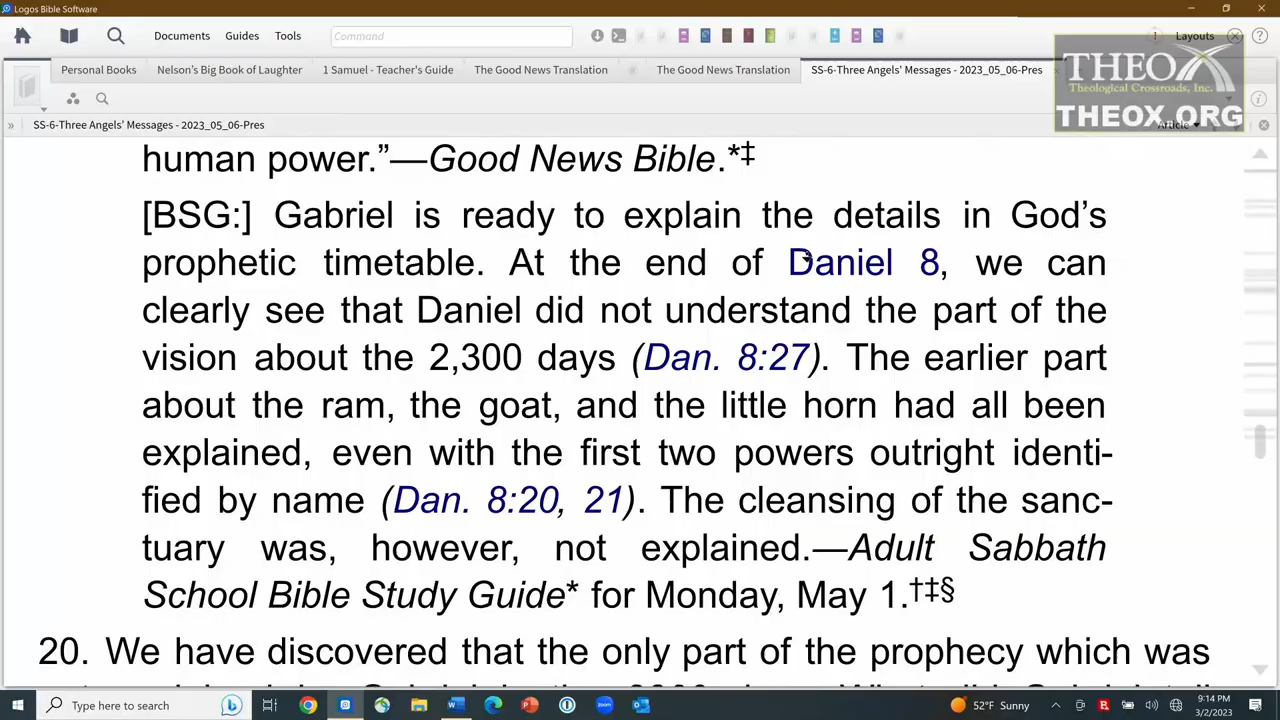 Logos Bible Software
Documents Guides Tools Command Layouts
Personal Books Nelson's Big Book of Laughter 1 Samuel - Teacher's Guide The Good News Translation The Good News Translation SS-6-Three Angels' Messages - 2023_05_06-Pres
THEOX
Theological Crossroads, Inc.
THEOX.ORG
» SS-6-Three Angels' Messages - 2023_05_06-Pres Article
human power.”—Good News Bible.*‡
[BSG:] Gabriel is ready to explain the details in God’s
prophetic timetable. At the end of Daniel 8, we can
clearly see that Daniel did not understand the part of the
vision about the 2,300 days (Dan. 8:27). The earlier part
about the ram, the goat, and the little horn had all been
explained, even with the first two powers outright identi-
fied by name (Dan. 8:20, 21). The cleansing of the sanc-
tuary was, however, not explained.—Adult Sabbath
School Bible Study Guide* for Monday, May 1.†‡§
20. We have discovered that the only part of the prophecy which was
Type here to search
zoom
52°F Sunny
9:14 PM
3/2/2023